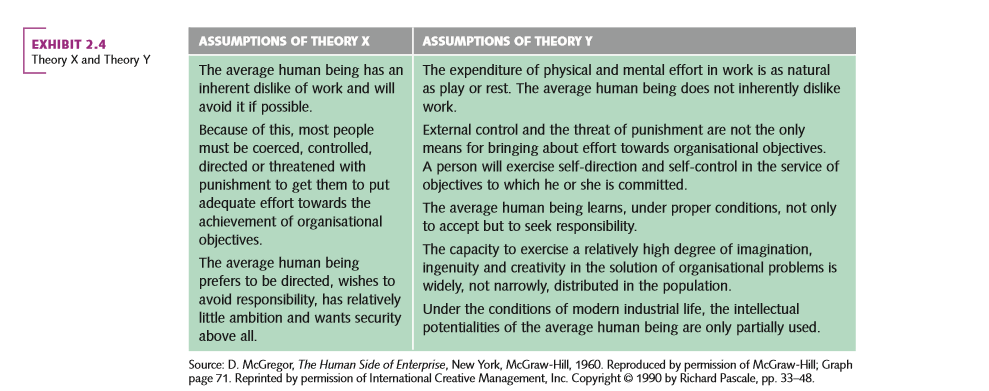 EXHIBIT 2.4
Theory X and Theory Y
ASSUMPTIONS OF THEORY X
The average human being has an
inherent dislike of work and will
avoid it if possible.
Because of this, most people
must be coerced, controlled,
directed or threatened with
punishment to get them to put
adequate effort towards the
achievement of organisational
objectives.
The average human being
prefers to be directed, wishes to
avoid responsibility, has relatively
little ambition and wants security
above all.
ASSUMPTIONS OF THEORY Y
The expenditure of physical and mental effort in work is as natural
as play or rest. The average human being does not inherently dislike
work.
External control and the threat of punishment are not the only
means for bringing about effort towards organisational objectives.
A person will exercise self-direction and self-control in the service of
objectives to which he or she is committed.
The average human being learns, under proper conditions, not only
to accept but to seek responsibility.
The capacity to exercise a relatively high degree of imagination,
ingenuity and creativity in the solution of organisational problems is
widely, not narrowly, distributed in the population.
Under the conditions of modern industrial life, the intellectual
potentialities of the average human being are only partially used.
Source: D. McGregor, The Human Side of Enterprise, New York, McGraw-Hill, 1960. Reproduced by permission of McGraw-Hill; Graph
page 71. Reprinted by permission of International Creative Management, Inc. Copyright © 1990 by Richard Pascale, pp. 33–48.